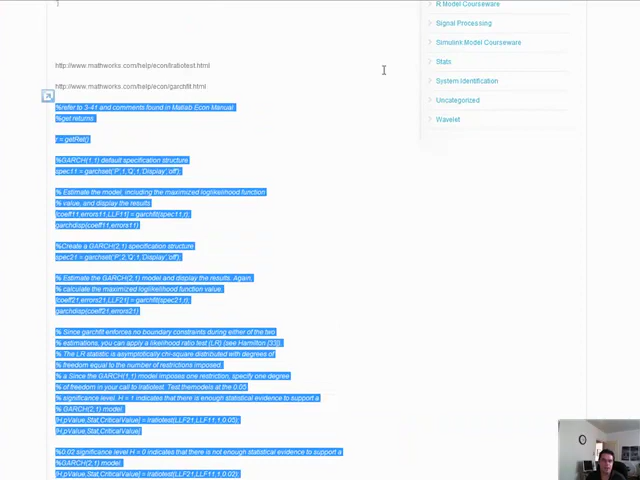 }
R.Model Courseware
Signal Processing
Simulink Model Courseware
Stats
System Identification
Uncategorized
Wavelet
http://www.mathworks.com/help/econ/lratiotest.html
http://www.mathworks.com/help/econ/garchfit.html
%refer to 3-41 and comments found in Matlab Econ Manual
%get returns
r = getRet()
%GARCH(1,1) default specification structure
spec11 = garchset('P',1,'Q',1,'Display','off');
% Estimate the model, including the maximized loglikelihood function
% value, and display the results
[coeff11,errors11,LLF11] = garchfit(spec11,r);
garchdisp(coeff11,errors11)
%Create a GARCH(2,1) specification structure
spec21 = garchset('P',2,'Q',1,'Display','off');
% Estimate the GARCH(2,1) model and display the results. Again,
% calculate the maximized loglikelihood function value.
[coeff21,errors21,LLF21] = garchfit(spec21,r);
garchdisp(coeff21,errors21)
% Since garchfit enforces no boundary constraints during either of the two
% estimations, you can apply a likelihood ratio test (LR) (see Hamilton [33]).
% The LR statistic is asymptotically chi-square distributed with degrees of
% freedom equal to the number of restrictions imposed.
% a Since the GARCH(1,1) model imposes one restriction, specify one degree
% of freedom in your call to lratiotest. Test themodels at the 0.05
% significance level. H = 1 indicates that there is enough statistical evidence to support a
% GARCH(2,1) model.
[H,pValue,Stat,CriticalValue] = lratiotest(LLF21,LLF11,1,0.05);
[H,pValue,Stat,CriticalValue]
%0.02 significance level H = 0 indicates that there is not enough statistical evidence to support a
%GARCH(2,1) model.
[H,pValue,Stat,CriticalValue] = lratiotest(LLF21,LLF11,1,0.02);